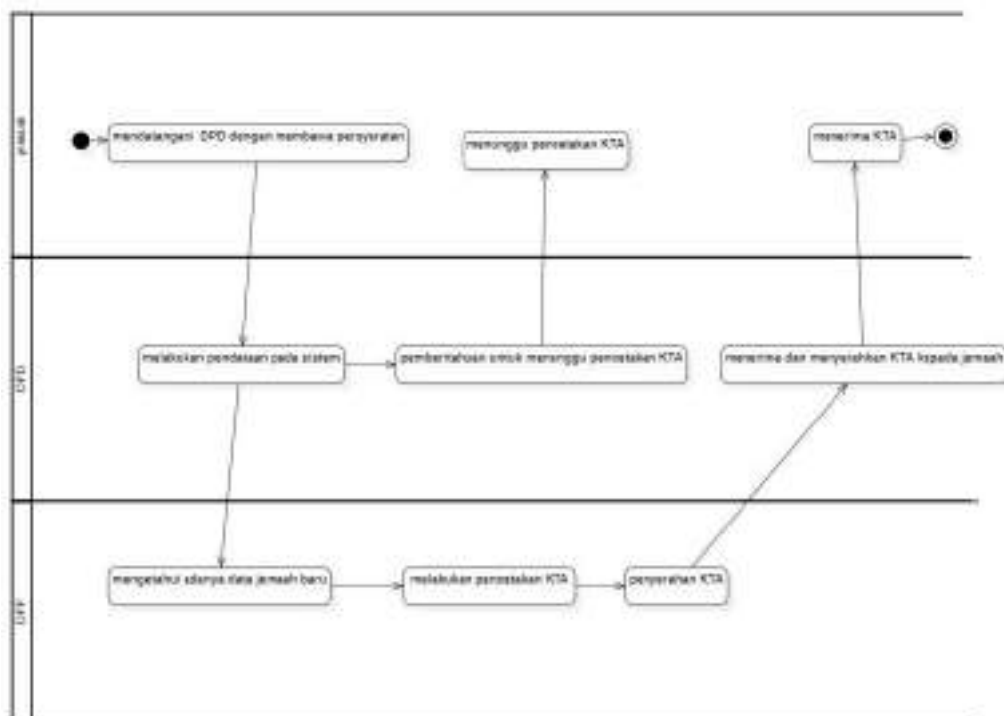 jamaah
mendatangani DPD dengan membawa persyaratan
menunggu pencetakan KTA
menerima KTA
DPD
melakukan pendataan pada sistem
pemberitahuan untuk menunggu pencetakan KTA
menerima dan menyerahkan KTA kepada jamaah
DPP
mengetahui adanya data jamaah baru
melakukan pencetakan KTA
penyerahan KTA